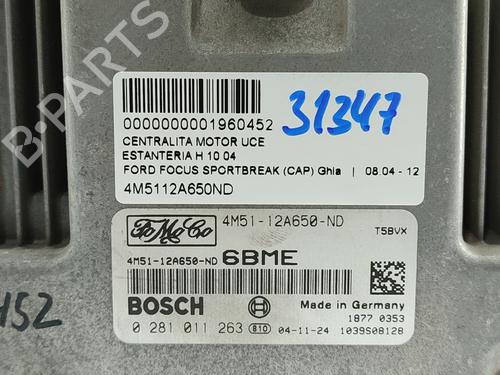 B-PARTS
0000000001960452
31347
CENTRALITA MOTOR UCE
ESTANTERIA H 10 04
FORD FOCUS SPORTBREAK (CAP) Ghia | 08.04 - 12
4M5112A650ND
FoMoCo
4M51-12A650-ND
T5BVX
4M51-12A650-ND 6BME
BOSCH
Made in Germany
1877 0353
0 281 011 263 B10 04-11-24 1039S08128